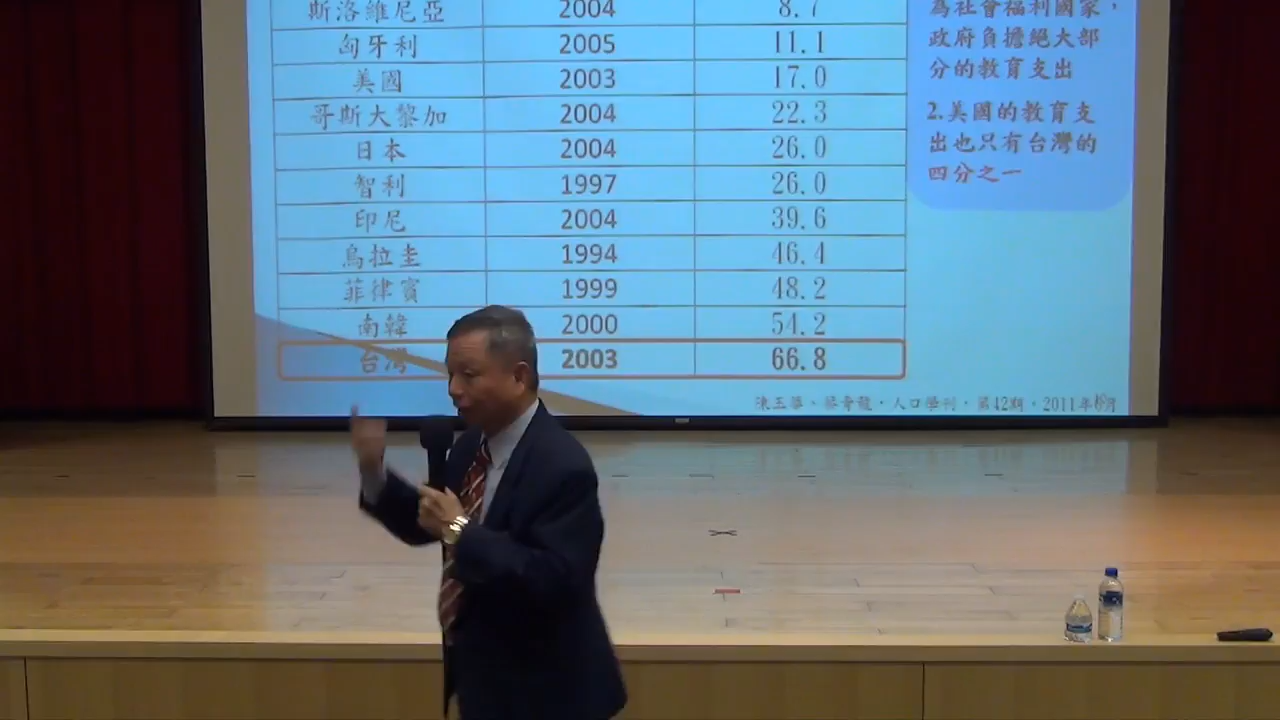 斯洛維尼亞 2004 8.7
匈牙利 2005 11.1
美國 2003 17.0
哥斯大黎加 2004 22.3
日本 2004 26.0
智利 1997 26.0
印尼 2004 39.6
烏拉圭 1994 46.4
菲律賓 1999 48.2
南韓 2000 54.2
台灣 2003 66.8
為社會福利國家，
政府負擔絕大部
分的教育支出
2.美國的教育支
出也只有台灣的
四分之一
人口學刊，第42期，2011年6月